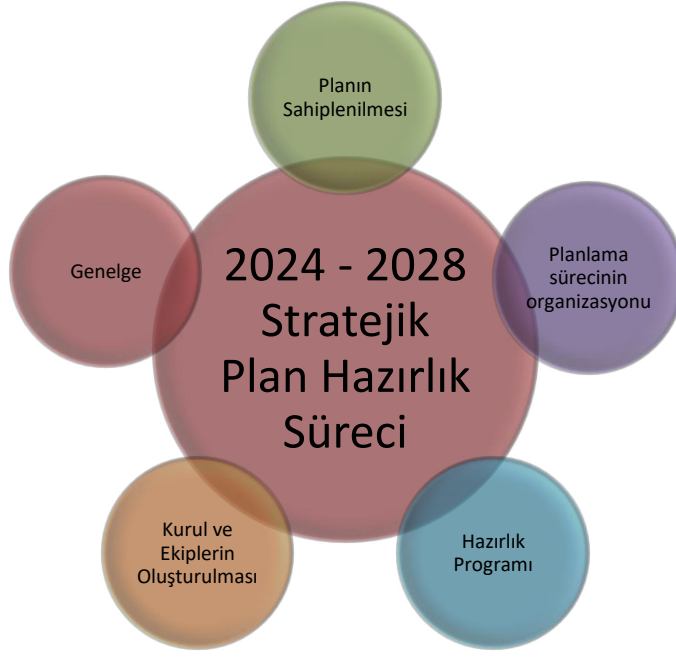 Planın
Sahiplenilmesi
Planlama
sürecinin
organizasyonu
Hazırlık
Programı
Kurul ve
Ekiplerin
Oluşturulması
Genelge
2024 - 2028
Stratejik
Plan Hazırlık
Süreci